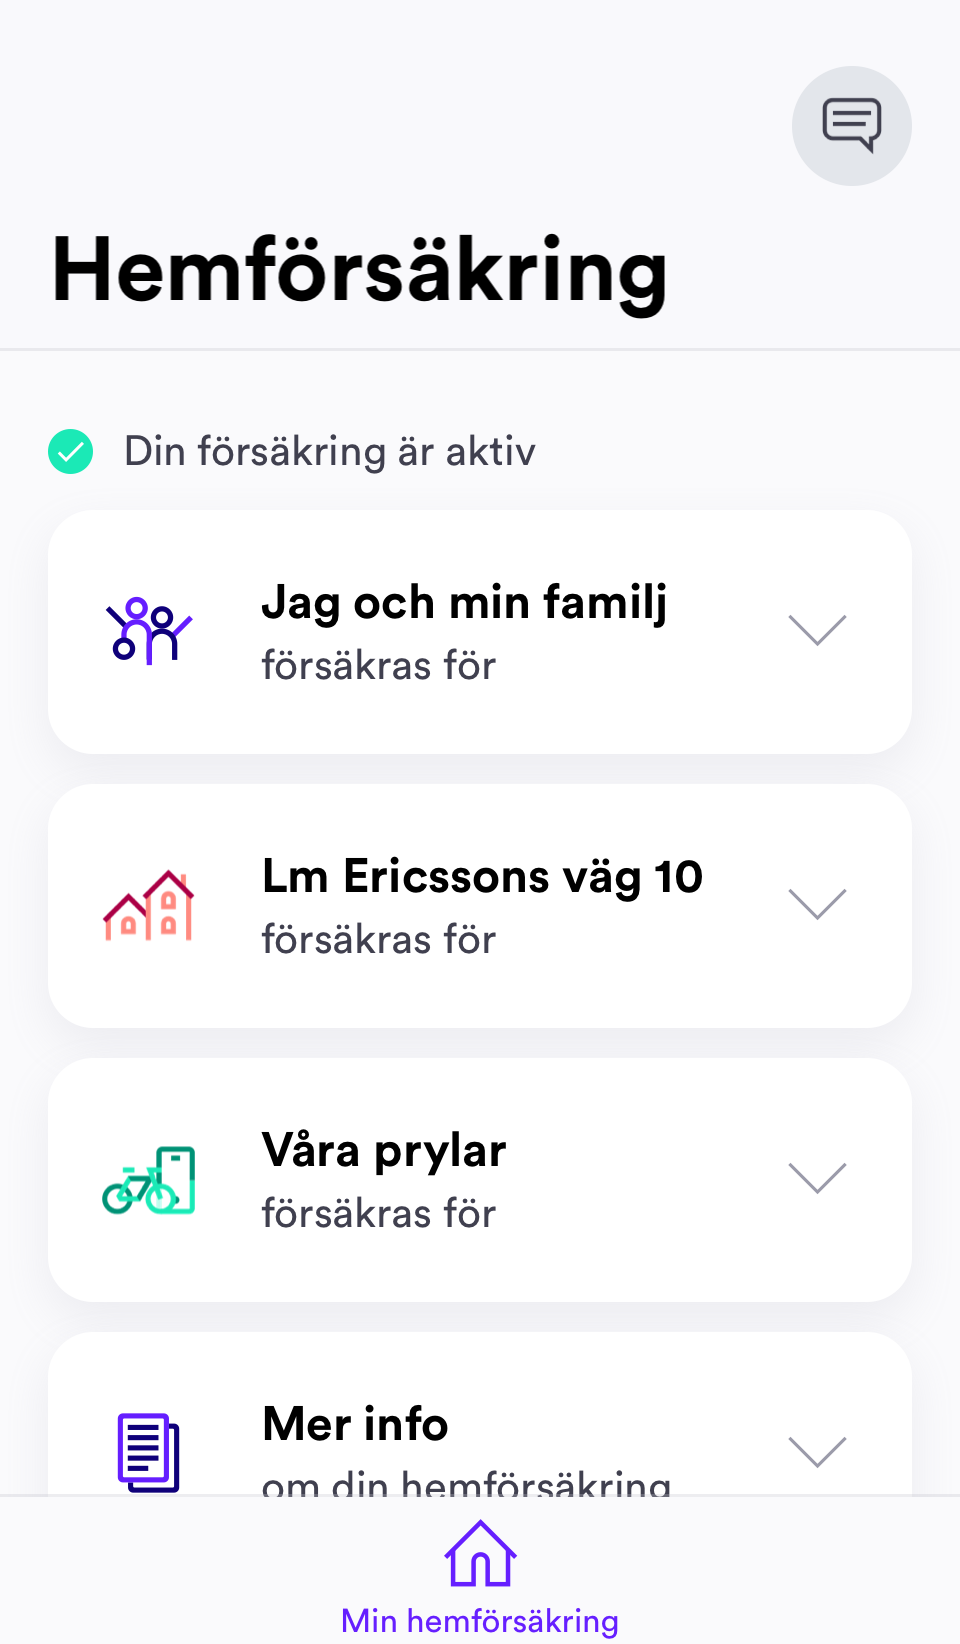 Hemförsäkring
Din försäkring är aktiv
Jag och min familj
försäkras för
Lm Ericssons väg 10
försäkras för
Våra prylar
försäkras för
Mer info
om din hemförsäkring
Min hemförsäkring